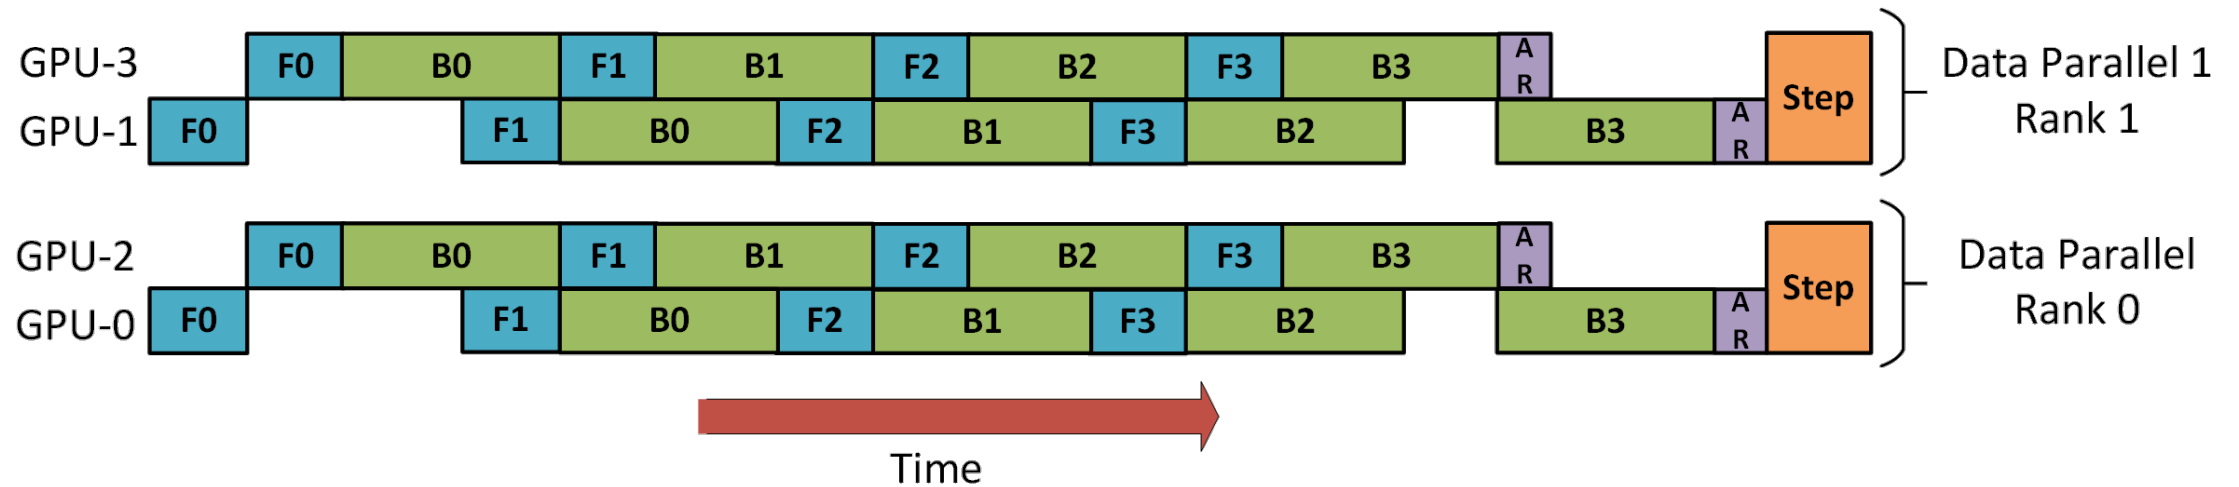 GPU-3 F0 B0 F1 B1 F2 B2 F3 B3 A R
GPU-1 F0 F1 B0 F2 B1 F3 B2 B3 A R
Step
Data Parallel 1
Rank 1
GPU-2 F0 B0 F1 B1 F2 B2 F3 B3 A R
GPU-0 F0 F1 B0 F2 B1 F3 B2 B3 A R
Step
Data Parallel
Rank 0
Time